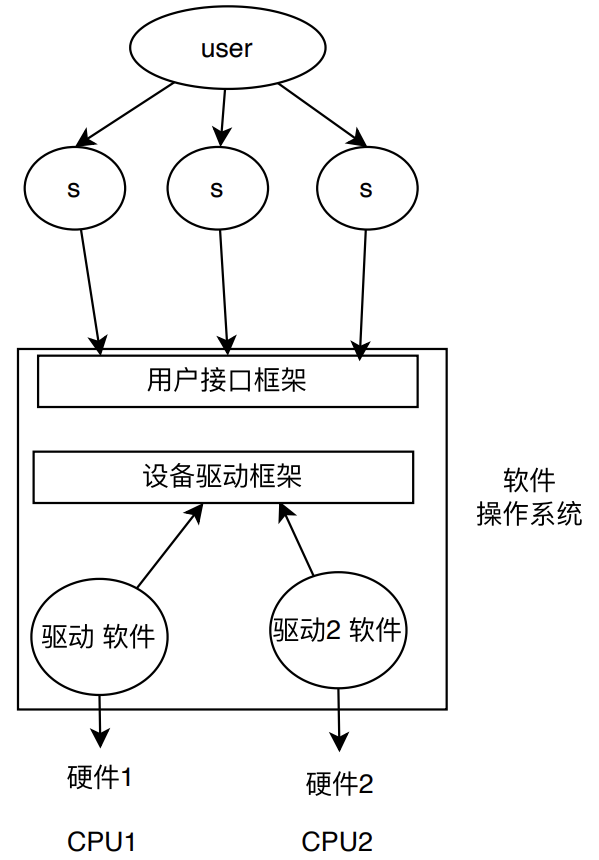 user
s
s
s
用户接口框架
设备驱动框架
软件
操作系统
驱动 软件
驱动2 软件
硬件1
硬件2
CPU1
CPU2